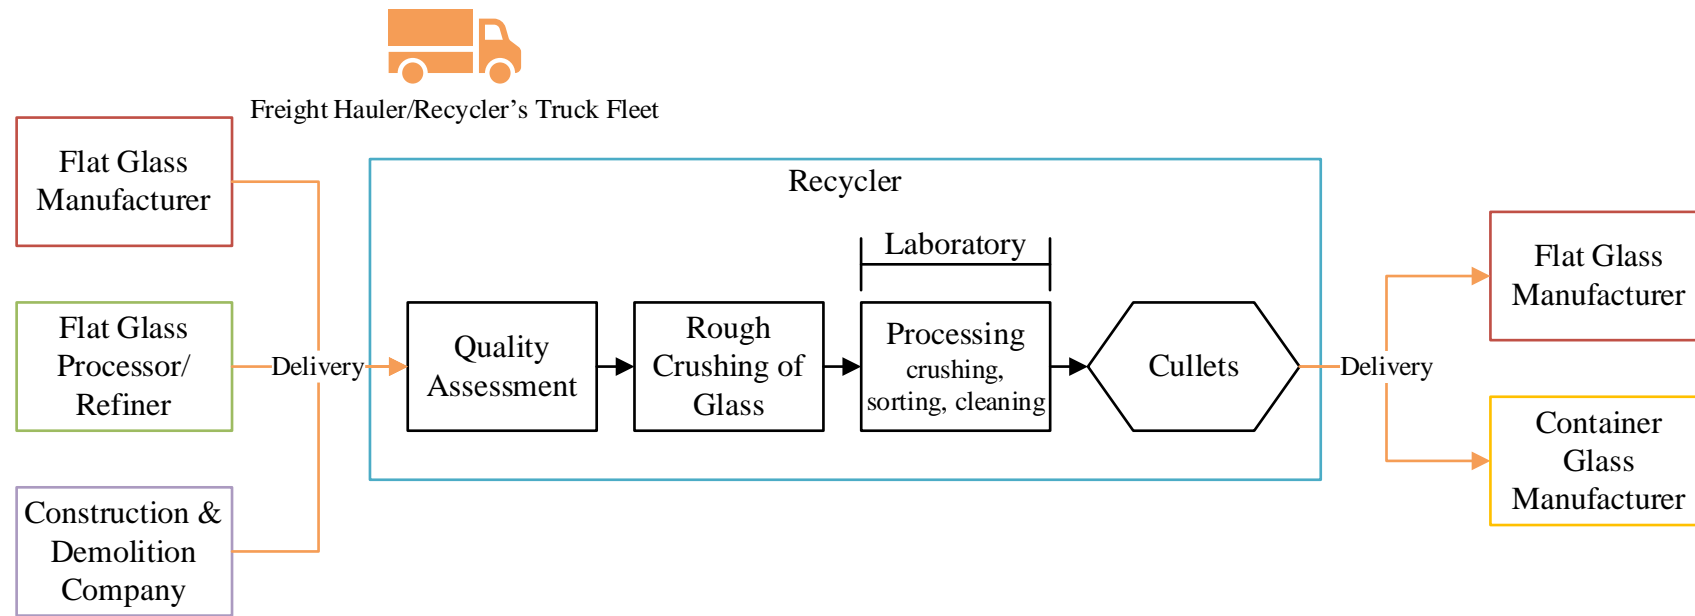 Freight Hauler/Recycler’s Truck Fleet
Flat Glass
Manufacturer
Flat Glass
Processor/
Refiner
Construction &
Demolition
Company
Delivery
Recycler
Quality
Assessment
Rough
Crushing of
Glass
Laboratory
Processing
crushing,
sorting, cleaning
Cullets
Delivery
Flat Glass
Manufacturer
Container
Glass
Manufacturer